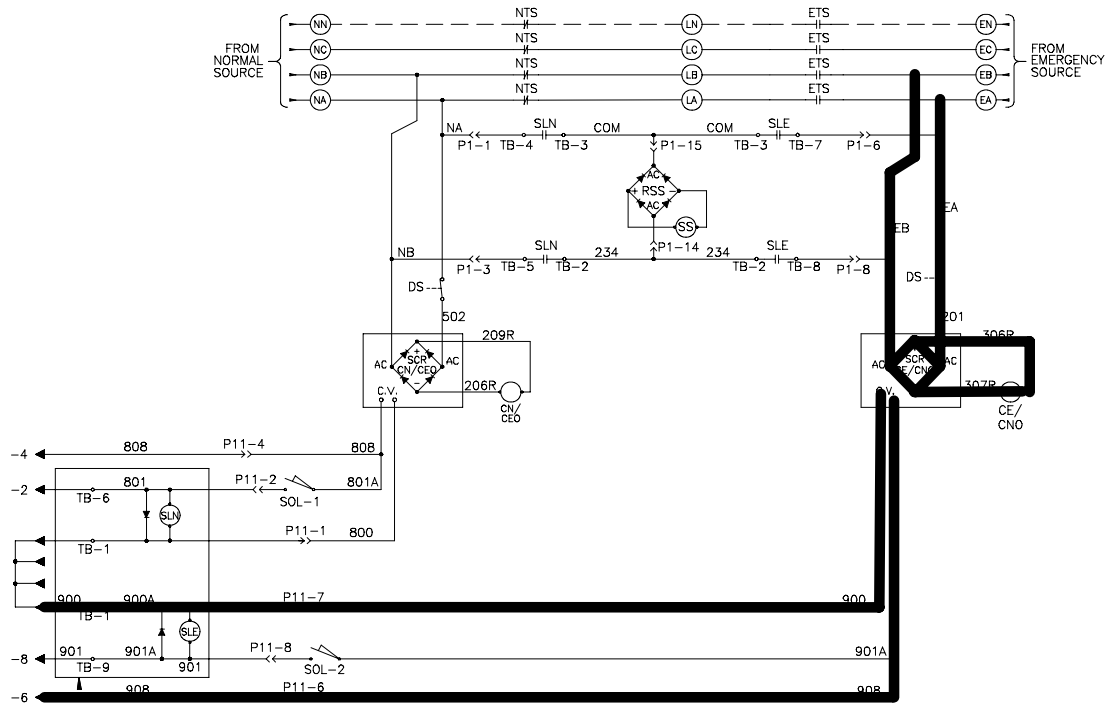 NN NTS LN ETS EN
FROM NORMAL SOURCE
NC NTS LC ETS EC
FROM EMERGENCY SOURCE
NB NTS LB ETS EB
NA NTS LA ETS EA
NA P1-1 TB-4 SLN TB-3 COM P1-15 COM TB-3 SLE TB-7 P1-6
AC
+ RSS -
AC
SS
EA
EB
NB P1-3 TB-5 SLN TB-2 234 P1-14 234 TB-2 SLE TB-8 P1-8
DS DS
502 201
209R 306R
AC + SCR CN/CEO - AC
AC SCR CE/CNO AC
206R 307R
C.V. C.V.
CN/CEO
CE/CNO
-4 808 P11-4 808
-2 TB-6 801 P11-2 SOL-1 801A
SLN
TB-1 P11-1 800
900 900A P11-7 900
TB-1
SLE
-8 901 TB-9 901A 901 P11-8 SOL-2 901A
-6 908 P11-6 908